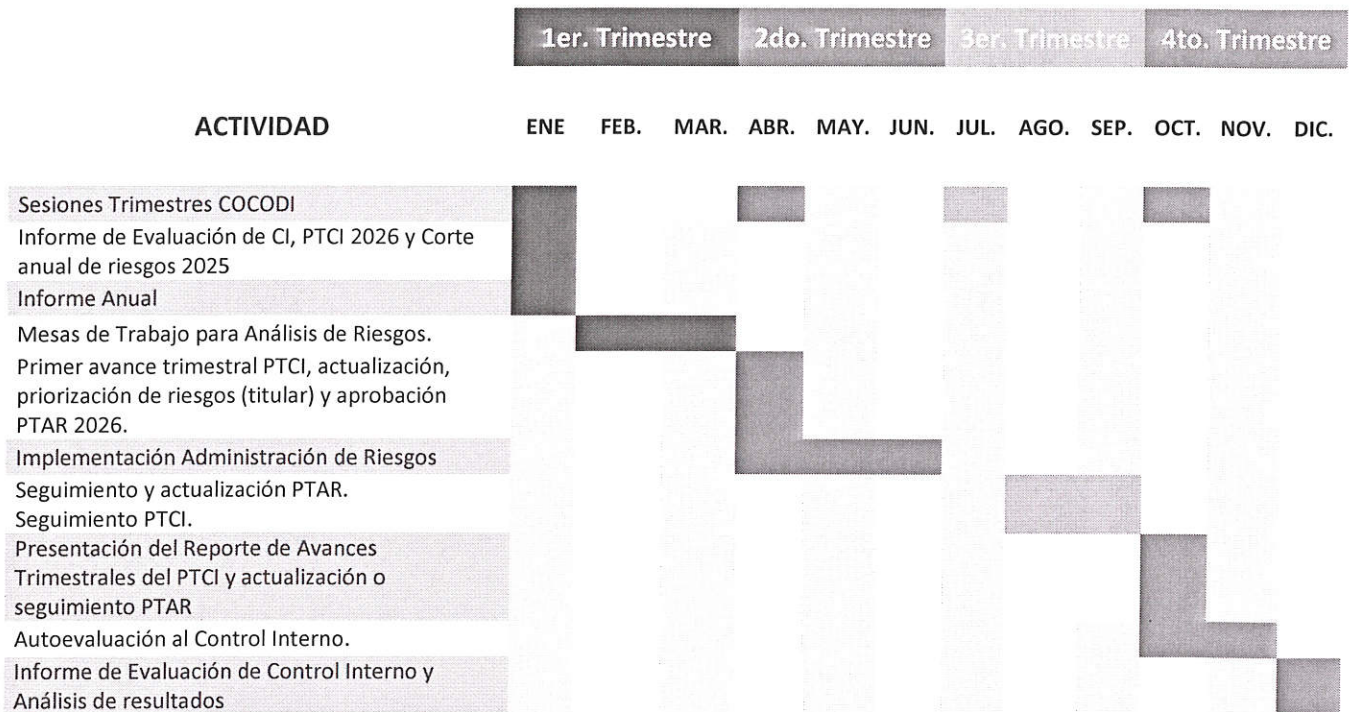 1er. Trimestre 2do. Trimestre 3er. Trimestre 4to. Trimestre
ACTIVIDAD ENE FEB. MAR. ABR. MAY. JUN. JUL. AGO. SEP. OCT. NOV. DIC.
Sesiones Trimestres COCODI
Informe de Evaluación de CI, PTCI 2026 y Corte
anual de riesgos 2025
Informe Anual
Mesas de Trabajo para Análisis de Riesgos.
Primer avance trimestral PTCI, actualización,
priorización de riesgos (titular) y aprobación
PTAR 2026.
Implementación Administración de Riesgos
Seguimiento y actualización PTAR.
Seguimiento PTCI.
Presentación del Reporte de Avances
Trimestrales del PTCI y actualización o
seguimiento PTAR
Autoevaluación al Control Interno.
Informe de Evaluación de Control Interno y
Análisis de resultados